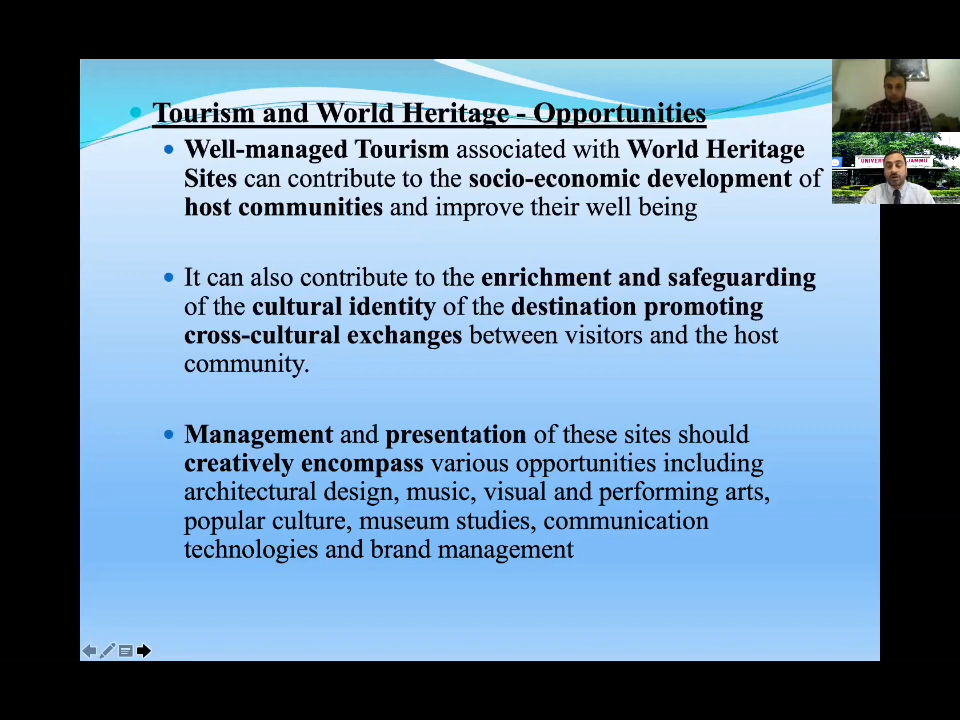 Tourism and World Heritage - Opportunities
Well-managed Tourism associated with World Heritage
Sites can contribute to the socio-economic development of
host communities and improve their well being
It can also contribute to the enrichment and safeguarding
of the cultural identity of the destination promoting
cross-cultural exchanges between visitors and the host
community.
Management and presentation of these sites should
creatively encompass various opportunities including
architectural design, music, visual and performing arts,
popular culture, museum studies, communication
technologies and brand management
JAMMU